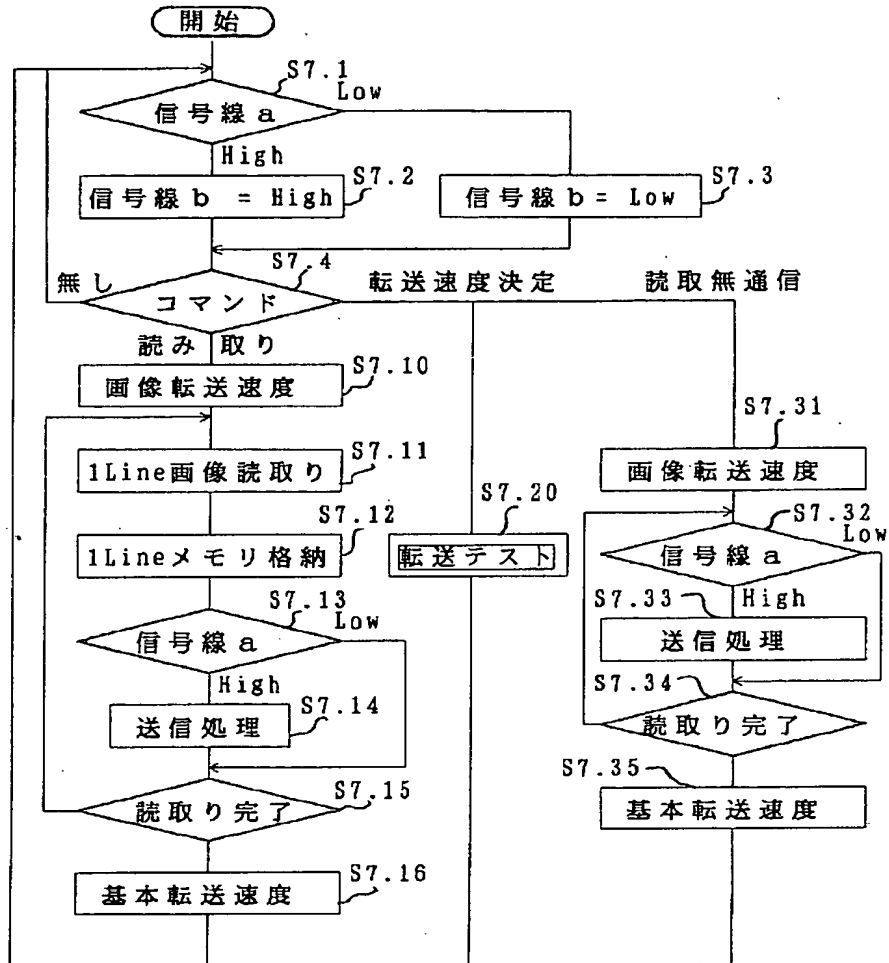 開始
S7.1
信号線a
Low
High
S7.2
信号線b = High
S7.3
信号線b = Low
S7.4
無し
コマンド
転送速度決定
読取無通信
読み取り
S7.10
画像転送速度
S7.11
1Line画像読取り
S7.12
1Lineメモリ格納
S7.13
信号線a
Low
High
S7.14
送信処理
S7.15
読取り完了
S7.16
基本転送速度
S7.20
転送テスト
S7.31
画像転送速度
S7.32
信号線a
Low
High
S7.33
送信処理
S7.34
読取り完了
S7.35
基本転送速度